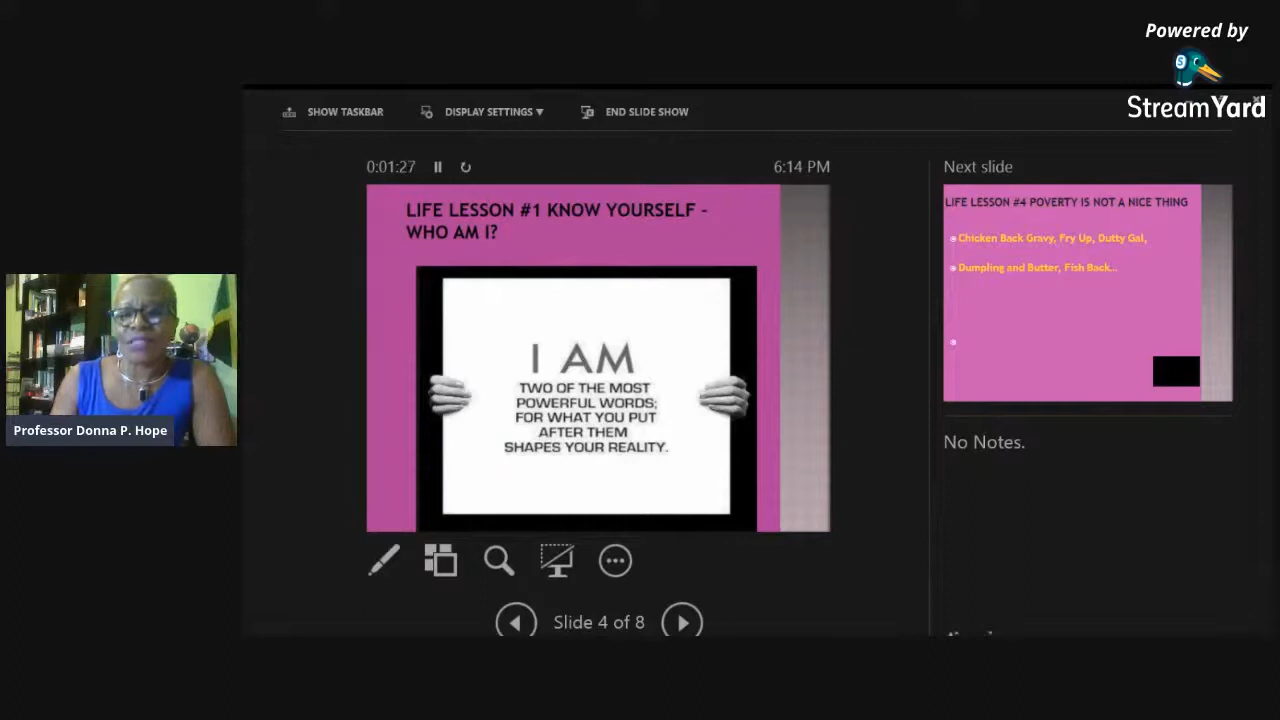 Powered by
StreamYard
SHOW TASKBAR
DISPLAY SETTINGS ▼
END SLIDE SHOW
0:01:27
6:14 PM
LIFE LESSON #1 KNOW YOURSELF -
WHO AM I?
I AM
TWO OF THE MOST
POWERFUL WORDS;
FOR WHAT YOU PUT
AFTER THEM
SHAPES YOUR REALITY.
Slide 4 of 8
Next slide
LIFE LESSON #4 POVERTY IS NOT A NICE THING
Chicken Back Gravy, Fry Up, Dutty Gal,
Dumpling and Butter, Fish Back...
No Notes.
Professor Donna P. Hope